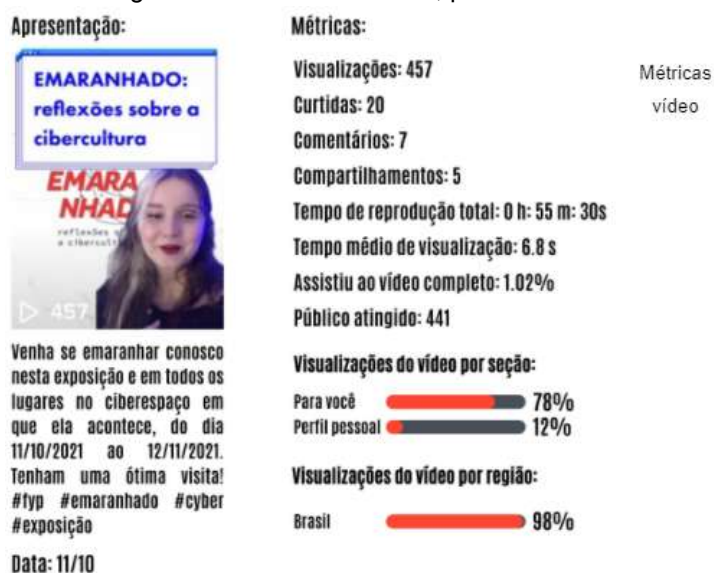 Apresentação:
EMARANHADO:
reflexões sobre a
cibercultura
EMARA
NHAD
reflexões
a cibercult
457
Venha se emaranhar conosco
nesta exposição e em todos os
lugares no ciberespaço em
que ela acontece, do dia
11/10/2021 ao 12/11/2021.
Tenham uma ótima visita!
#fyp #emaranhado #cyber
#exposição
Data: 11/10
Métricas:
Visualizações: 457
Curtidas: 20
Comentários: 7
Compartilhamentos: 5
Tempo de reprodução total: 0 h: 55 m: 30s
Tempo médio de visualização: 6.8 s
Assistiu ao vídeo completo: 1.02%
Público atingido: 441
Visualizações do vídeo por seção:
Para você 78%
Perfil pessoal 12%
Visualizações do vídeo por região:
Brasil 98%
Métricas
vídeo